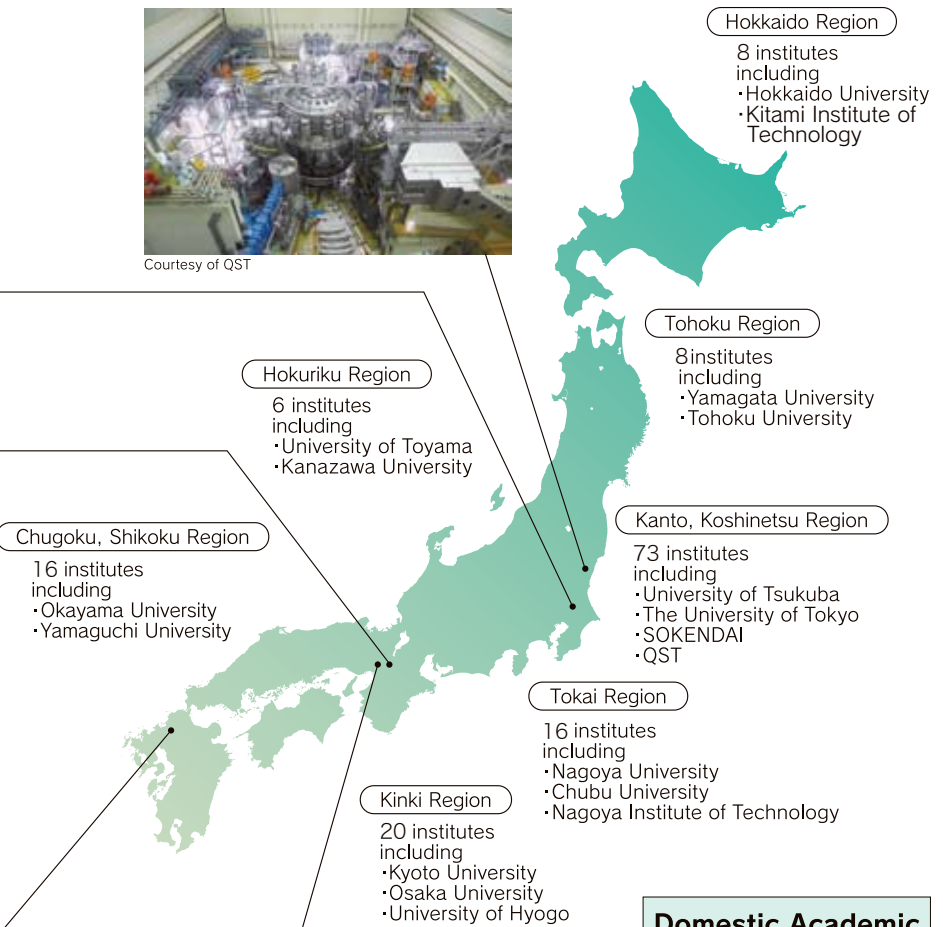 Hokkaido Region
8 institutes
including
・Hokkaido University
・Kitami Institute of
Technology
Courtesy of QST
Tohoku Region
8institutes
including
・Yamagata University
・Tohoku University
Hokuriku Region
6 institutes
including
・University of Toyama
・Kanazawa University
Kanto, Koshinetsu Region
73 institutes
including
・University of Tsukuba
・The University of Tokyo
・SOKENDAI
・QST
Chugoku, Shikoku Region
16 institutes
including
・Okayama University
・Yamaguchi University
Tokai Region
16 institutes
including
・Nagoya University
・Chubu University
・Nagoya Institute of Technology
Kinki Region
20 institutes
including
・Kyoto University
・Osaka University
・University of Hyogo
Domestic Academic